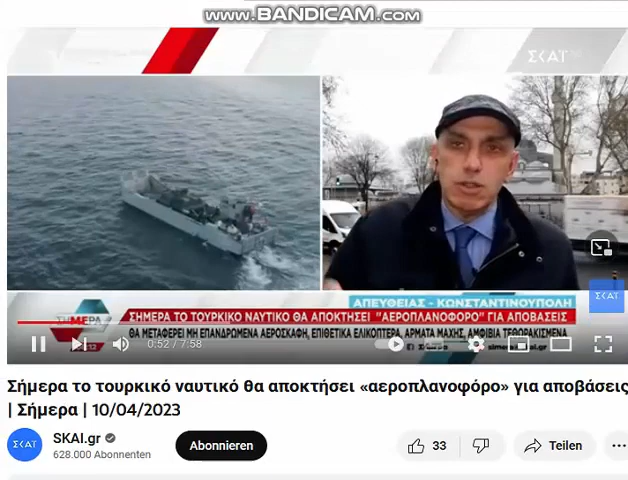 www.BANDICAM.com
ΣΚΑΪ
ΑΠΕΥΘΕΙΑΣ - ΚΩΝΣΤΑΝΤΙΝΟΥΠΟΛΗ
ΣΗΜΕΡΑ
ΣΗΜΕΡΑ ΤΟ ΤΟΥΡΚΙΚΟ ΝΑΥΤΙΚΟ ΘΑ ΑΠΟΚΤΗΣΕΙ "ΑΕΡΟΠΛΑΝΟΦΟΡΟ" ΓΙΑ ΑΠΟΒΑΣΕΙΣ
ΘΑ ΜΕΤΑΦΕΡΕΙ ΜΗ ΕΠΑΝΔΡΩΜΕΝΑ ΑΕΡΟΣΚΑΦΗ, ΕΠΙΘΕΤΙΚΑ ΕΛΙΚΟΠΤΕΡΑ, ΑΡΜΑΤΑ ΜΑΧΗΣ, ΑΜΦΙΒΙΑ ΤΕΘΩΡΑΚΙΣΜΕΝΑ
ΣΚΑΪ
0:52 / 7:58
Σήμερα το τουρκικό ναυτικό θα αποκτήσει «αεροπλανοφόρο» για αποβάσεις
| Σήμερα | 10/04/2023
ΣΚΑΪ
SKAI.gr
628.000 Abonnenten
Abonnieren
33
Teilen